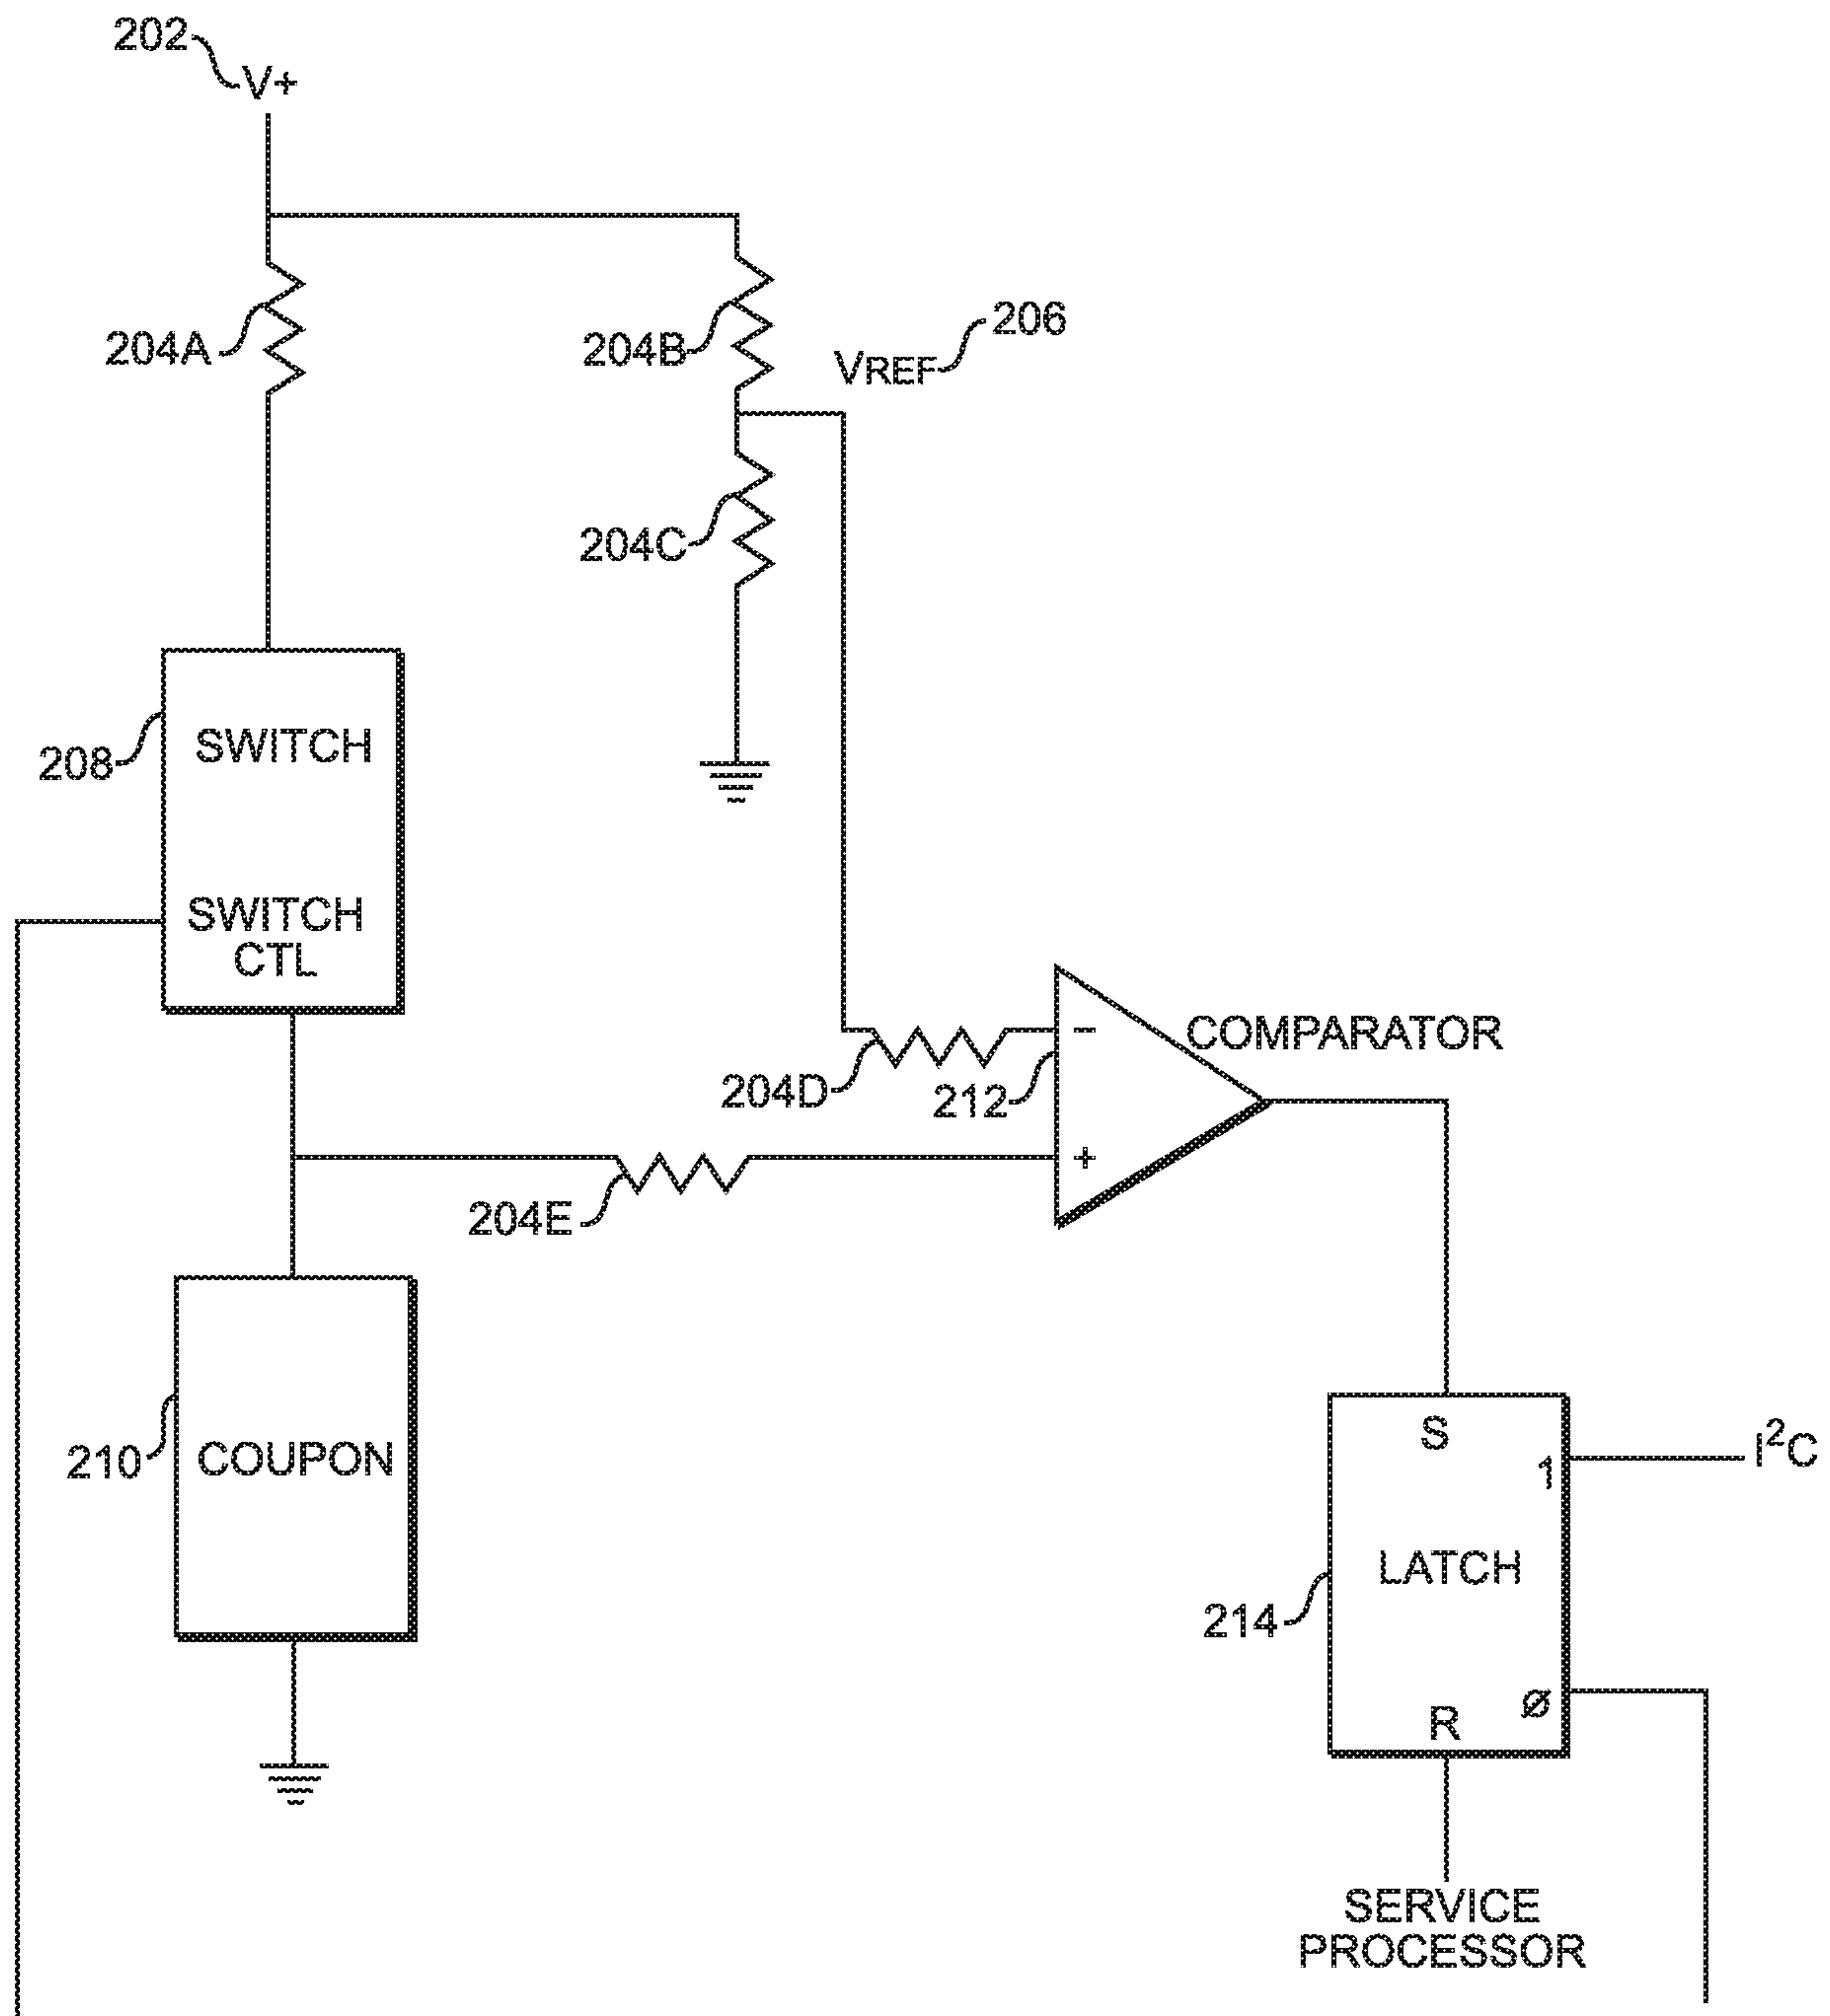 202
V+
204A
204B
VREF
206
204C
208
SWITCH
SWITCH
CTL
204D
212
−
+
COMPARATOR
204E
210
COUPON
S
1
I²C
LATCH
214
R
Ø
SERVICE
PROCESSOR